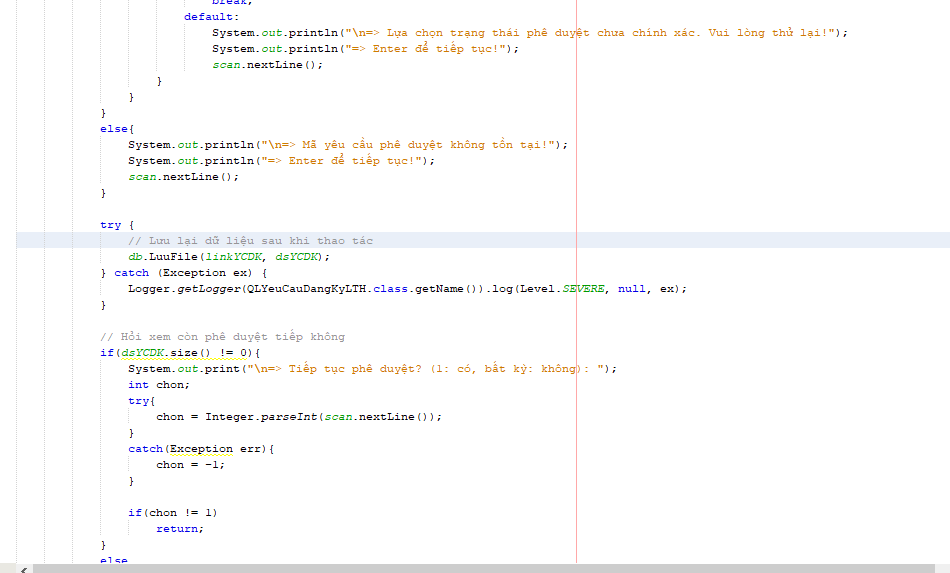 break;
default:
System.out.println("\n=> Lựa chọn trạng thái phê duyệt chưa chính xác. Vui lòng thử lại!");
System.out.println("=> Enter để tiếp tục!");
scan.nextLine();
}
}
}
else{
System.out.println("\n=> Mã yêu cầu phê duyệt không tồn tại!");
System.out.println("=> Enter để tiếp tục!");
scan.nextLine();
}
try {
// Lưu lại dữ liệu sau khi thao tác
db.LuuFile(linkYCDK, dsYCDK);
} catch (Exception ex) {
Logger.getLogger(QLYeuCauDangKyLTH.class.getName()).log(Level.SEVERE, null, ex);
}
// Hỏi xem còn phê duyệt tiếp không
if(dsYCDK.size() != 0){
System.out.print("\n=> Tiếp tục phê duyệt? (1: có, bất kỳ: không): ");
int chon;
try{
chon = Integer.parseInt(scan.nextLine());
}
catch(Exception err){
chon = -1;
}
if(chon != 1)
return;
}
else